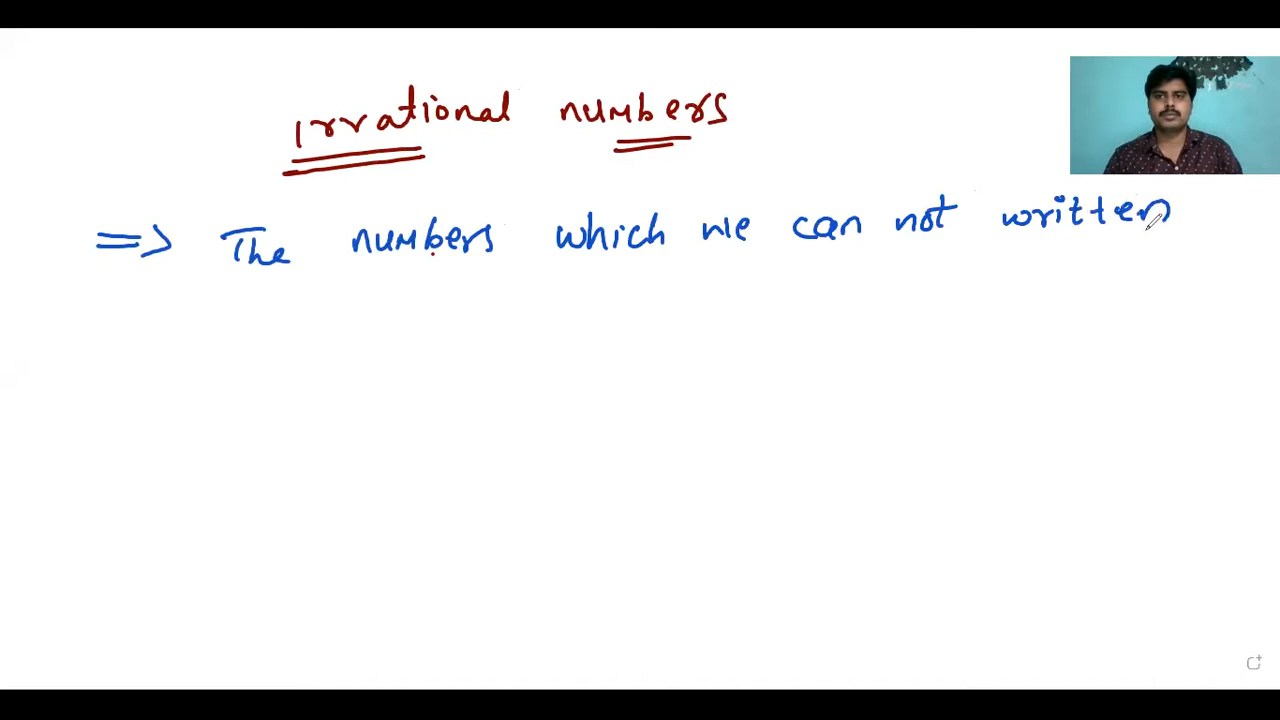 irrational numbers
=> The numbers which we can not written